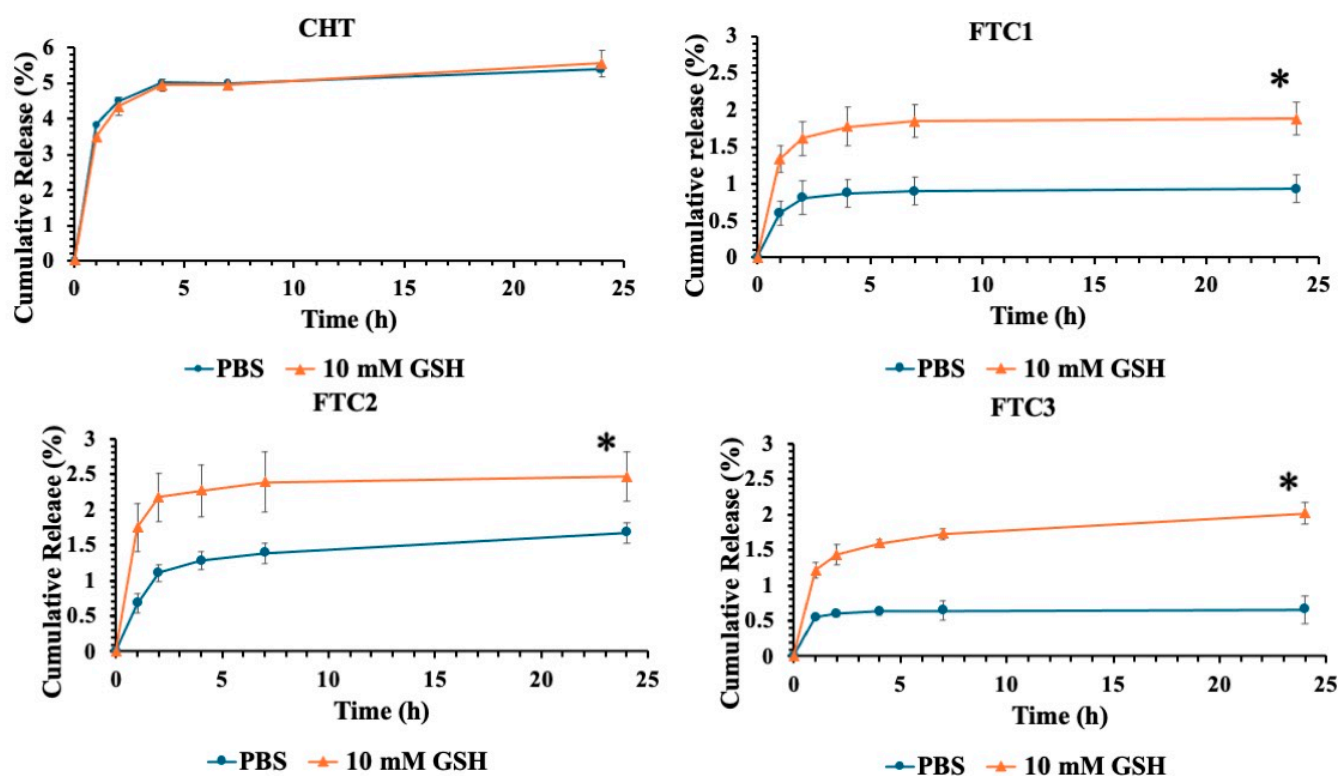 CHT
Cumulative Release (%)
6
5
4
3
2
1
0
0 5 10 15 20 25
Time (h)
PBS 10 mM GSH
FTC1
Cumulative release (%)
3
2.5
2
1.5
1
0.5
0
0 5 10 15 20 25
*
Time (h)
PBS 10 mM GSH
FTC2
Cumulative Releaee (%)
3
2.5
2
1.5
1
0.5
0
0 5 10 15 20 25
*
Time (h)
PBS 10 mM GSH
FTC3
Cumulative Release (%)
3
2.5
2
1.5
1
0.5
0
0 5 10 15 20 25
*
Time (h)
PBS 10 mM GSH